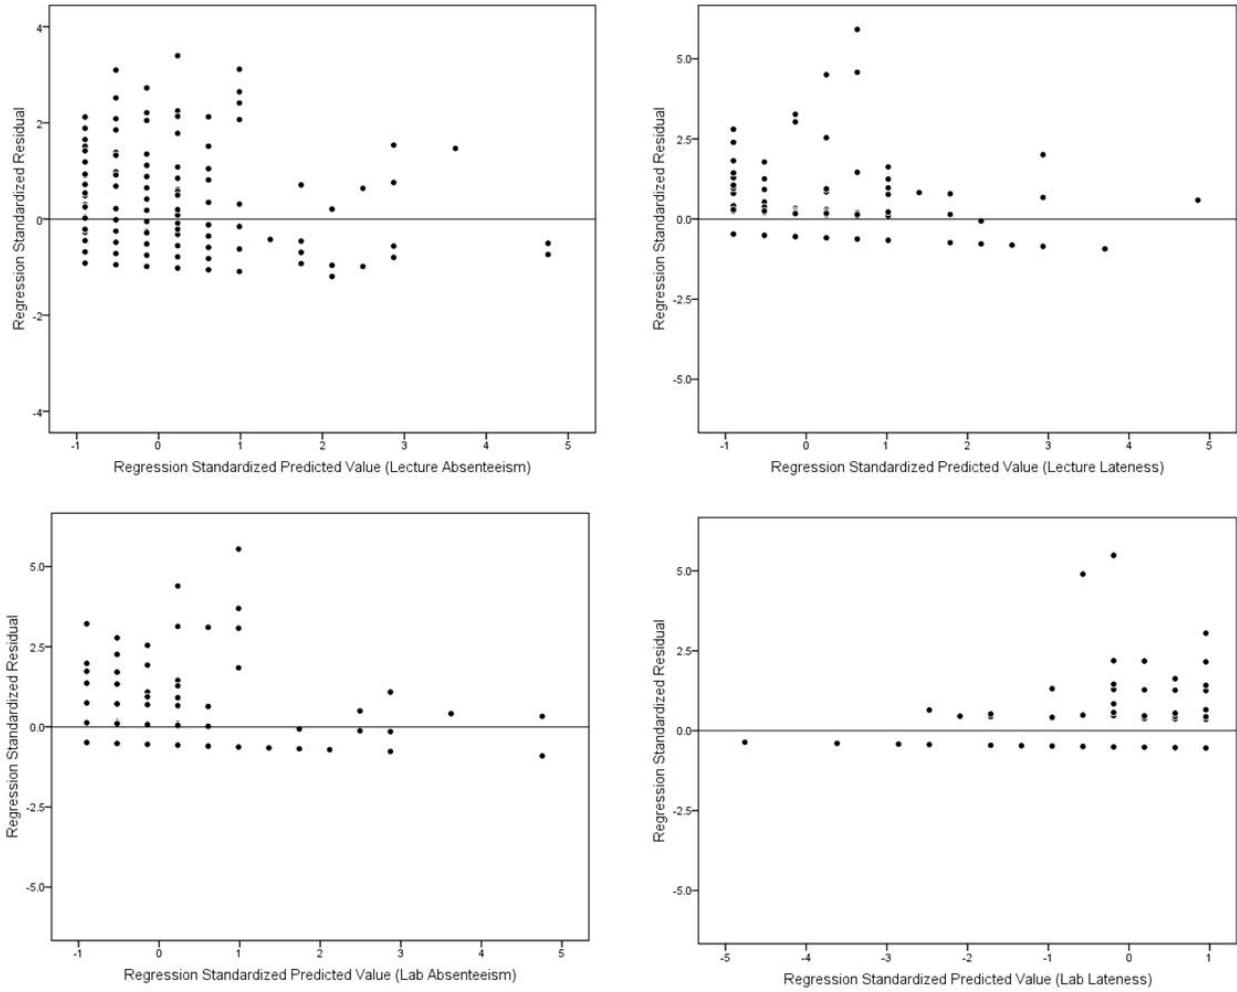 4
2
0
-2
-4
Regression Standardized Residual
-1 0 1 2 3 4 5
Regression Standardized Predicted Value (Lecture Absenteeism)
5.0
2.5
0.0
-2.5
-5.0
Regression Standardized Residual
-1 0 1 2 3 4 5
Regression Standardized Predicted Value (Lecture Lateness)
5.0
2.5
0.0
-2.5
-5.0
Regression Standardized Residual
-1 0 1 2 3 4 5
Regression Standardized Predicted Value (Lab Absenteeism)
5.0
2.5
0.0
-2.5
-5.0
Regression Standardized Residual
-5 -4 -3 -2 -1 0 1
Regression Standardized Predicted Value (Lab Lateness)